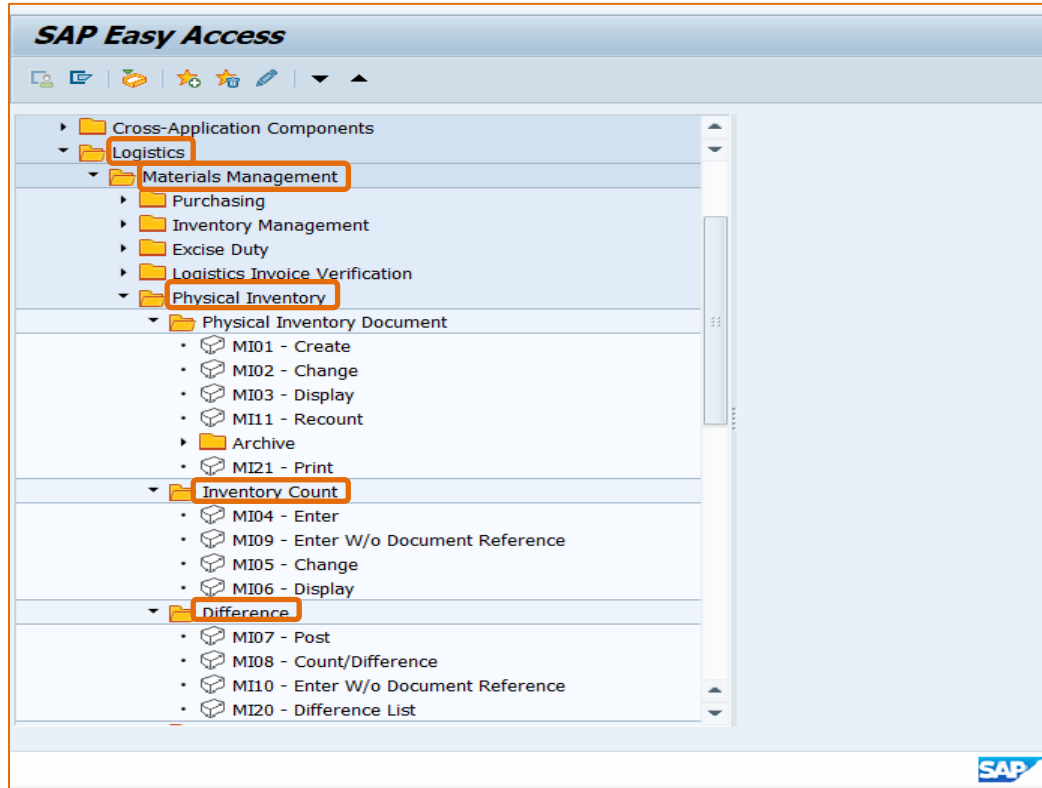 SAP Easy Access
Cross-Application Components
Logistics
Materials Management
Purchasing
Inventory Management
Excise Duty
Logistics Invoice Verification
Physical Inventory
Physical Inventory Document
MI01 - Create
MI02 - Change
MI03 - Display
MI11 - Recount
Archive
MI21 - Print
Inventory Count
MI04 - Enter
MI09 - Enter W/o Document Reference
MI05 - Change
MI06 - Display
Difference
MI07 - Post
MI08 - Count/Difference
MI10 - Enter W/o Document Reference
MI20 - Difference List
SAP